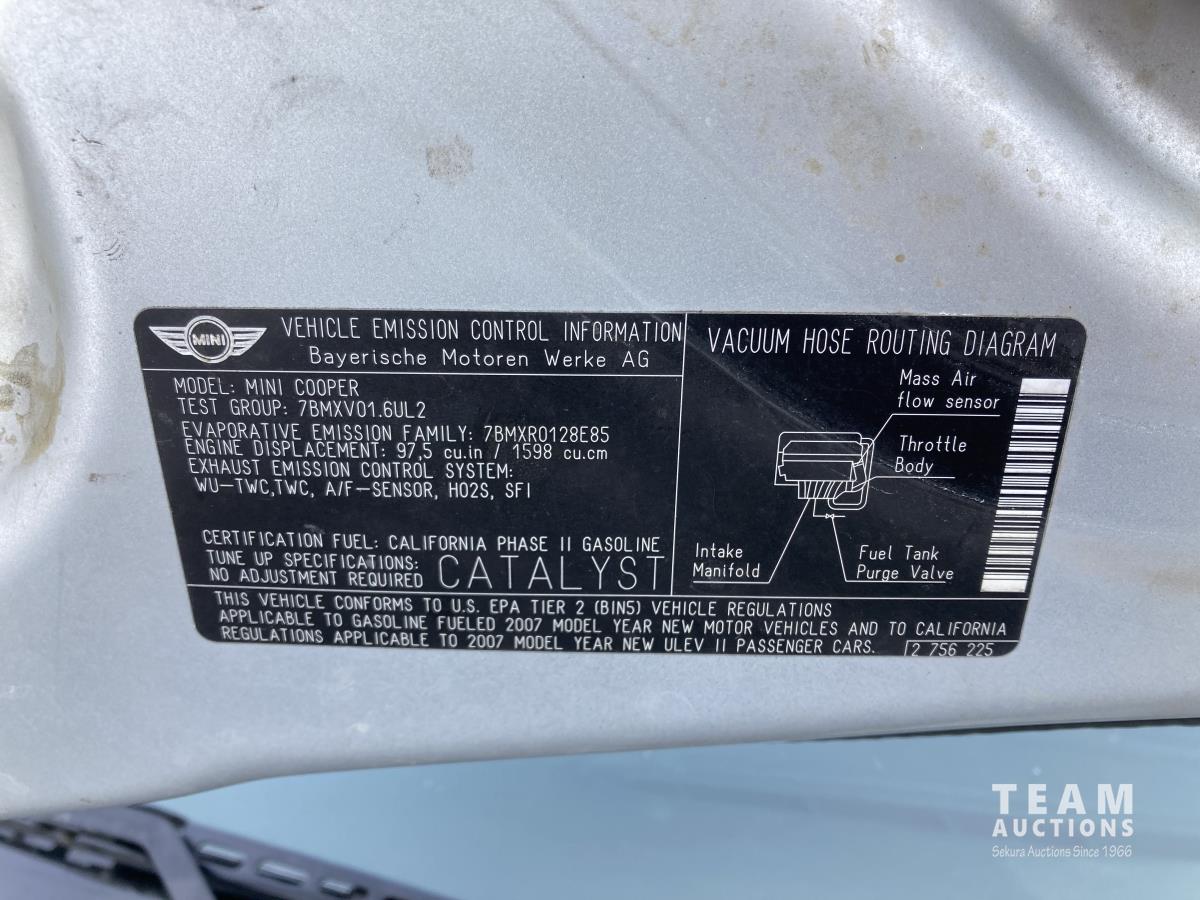 MINI
VEHICLE EMISSION CONTROL INFORMATION
Bayerische Motoren Werke AG
MODEL: MINI COOPER
TEST GROUP: 7BMXV01.6UL2
EVAPORATIVE EMISSION FAMILY: 7BMXR0128E85
ENGINE DISPLACEMENT: 97,5 cu.in / 1598 cu.cm
EXHAUST EMISSION CONTROL SYSTEM:
WU-TWC,TWC, A/F-SENSOR, HO2S, SFI
CERTIFICATION FUEL: CALIFORNIA PHASE II GASOLINE
TUNE UP SPECIFICATIONS:
NO ADJUSTMENT REQUIRED
CATALYST
VACUUM HOSE ROUTING DIAGRAM
Mass Air
flow sensor
Throttle
Body
Intake
Manifold
Fuel Tank
Purge Valve
THIS VEHICLE CONFORMS TO U.S. EPA TIER 2 (BIN5) VEHICLE REGULATIONS
APPLICABLE TO GASOLINE FUELED 2007 MODEL YEAR NEW MOTOR VEHICLES AND TO CALIFORNIA
REGULATIONS APPLICABLE TO 2007 MODEL YEAR NEW ULEV II PASSENGER CARS.
2 756 225
TEAM
AUCTIONS
Sekura Auctions Since 1966